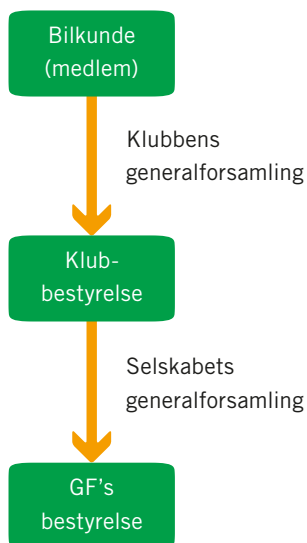 Bilkunde
(medlem)
Klubbens
generalforsamling
Klub-
bestyrelse
Selskabets
generalforsamling
GF's
bestyrelse